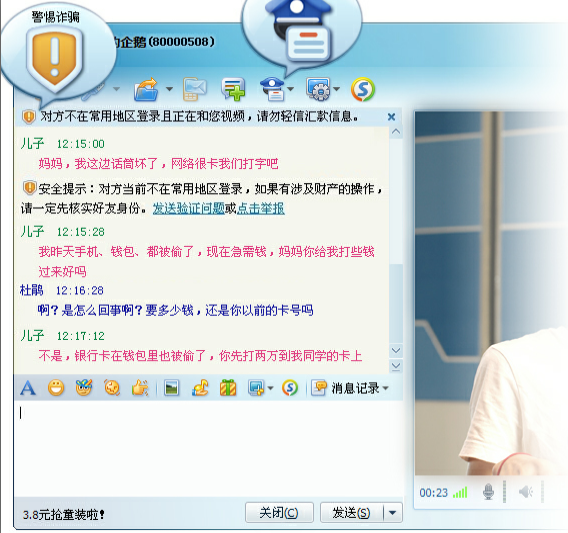 警惕诈骗
的企鹅(80000508)
对方不在常用地区登录且正在和您视频，请勿轻信汇款信息。
儿子 12:15:00
妈妈，我这边话筒坏了，网络很卡我们打字吧
安全提示：对方当前不在常用地区登录，如果有涉及财产的操作，
请一定先核实好友身份。发送验证问题或点击举报
儿子 12:15:28
我昨天手机、钱包、都被偷了，现在急需钱，妈妈你给我打些钱
过来好吗
杜鹃 12:16:28
啊？是怎么回事啊？要多少钱，还是你以前的卡号吗
儿子 12:17:12
不是，银行卡在钱包里也被偷了，你先打两万到我同学的卡上
消息记录
00:23
3.8元抢童装啦！
关闭(C)
发送(S)